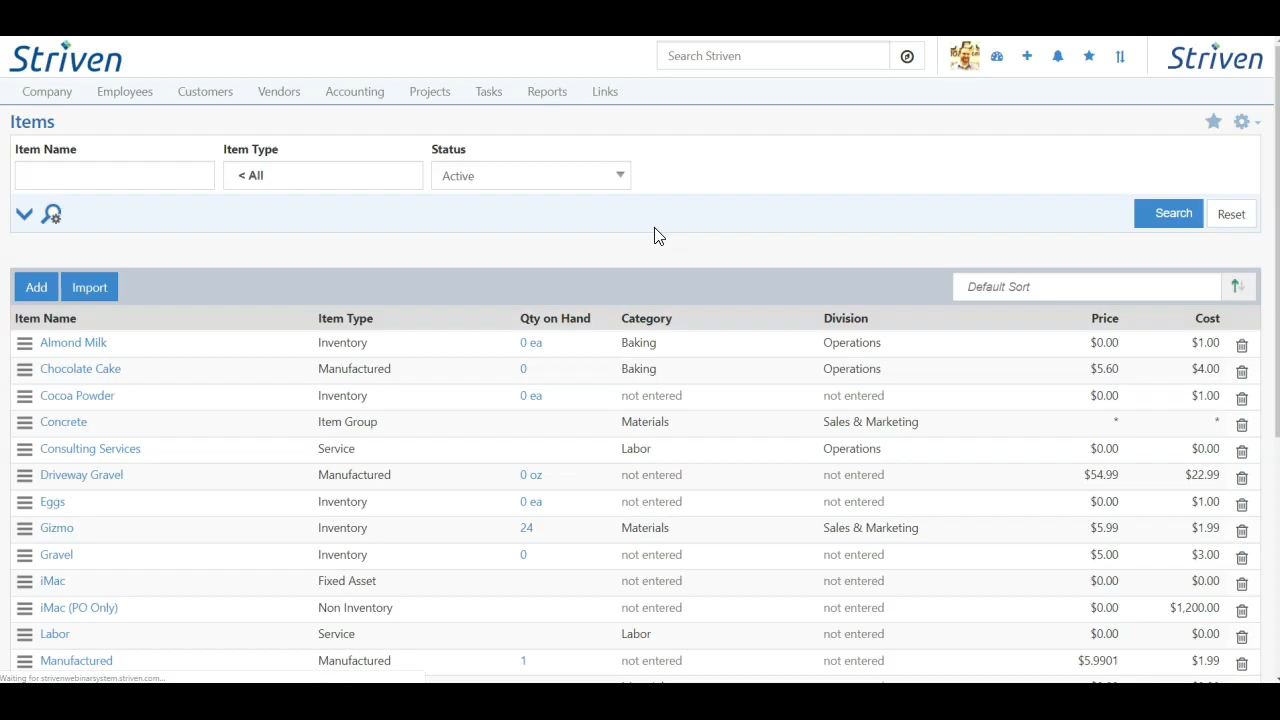 Striven
Search Striven
Striven
Company Employees Customers Vendors Accounting Projects Tasks Reports Links
Items
Item Name Item Type Status
< All Active
Search Reset
Add Import Default Sort
Item Name Item Type Qty on Hand Category Division Price Cost
Almond Milk Inventory 0 ea Baking Operations $0.00 $1.00
Chocolate Cake Manufactured 0 Baking Operations $5.60 $4.00
Cocoa Powder Inventory 0 ea not entered not entered $0.00 $1.00
Concrete Item Group Materials Sales & Marketing * *
Consulting Services Service Labor Operations $0.00 $0.00
Driveway Gravel Manufactured 0 oz not entered not entered $54.99 $22.99
Eggs Inventory 0 ea not entered not entered $0.00 $1.00
Gizmo Inventory 24 Materials Sales & Marketing $5.99 $1.99
Gravel Inventory 0 not entered not entered $5.00 $3.00
iMac Fixed Asset not entered not entered $0.00 $0.00
iMac (PO Only) Non Inventory not entered not entered $0.00 $1,200.00
Labor Service Labor not entered $0.00 $0.00
Manufactured Manufactured 1 not entered not entered $5.9901 $1.99
Waiting for strivenwebinarsystem.striven.com...